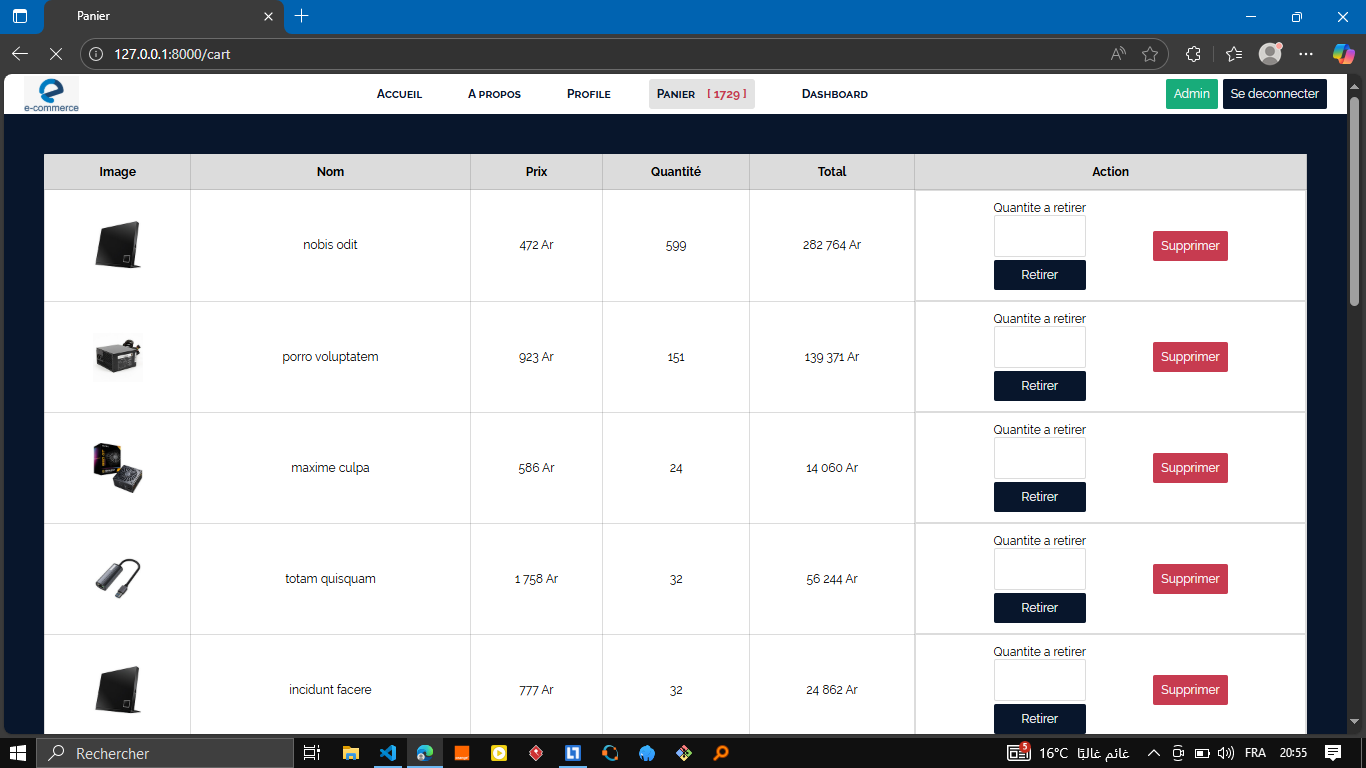 Panier
127.0.0.1:8000/cart
e-commerce
Accueil A propos Profile Panier [ 1729 ] Dashboard Admin Se deconnecter
Image Nom Prix Quantité Total Action
nobis odit 472 Ar 599 282 764 Ar Quantite a retirer Retirer Supprimer
porro voluptatem 923 Ar 151 139 371 Ar Quantite a retirer Retirer Supprimer
maxime culpa 586 Ar 24 14 060 Ar Quantite a retirer Retirer Supprimer
totam quisquam 1 758 Ar 32 56 244 Ar Quantite a retirer Retirer Supprimer
incidunt facere 777 Ar 32 24 862 Ar Quantite a retirer Retirer Supprimer
Rechercher 5 16°C غائم غالبًا FRA 20:55